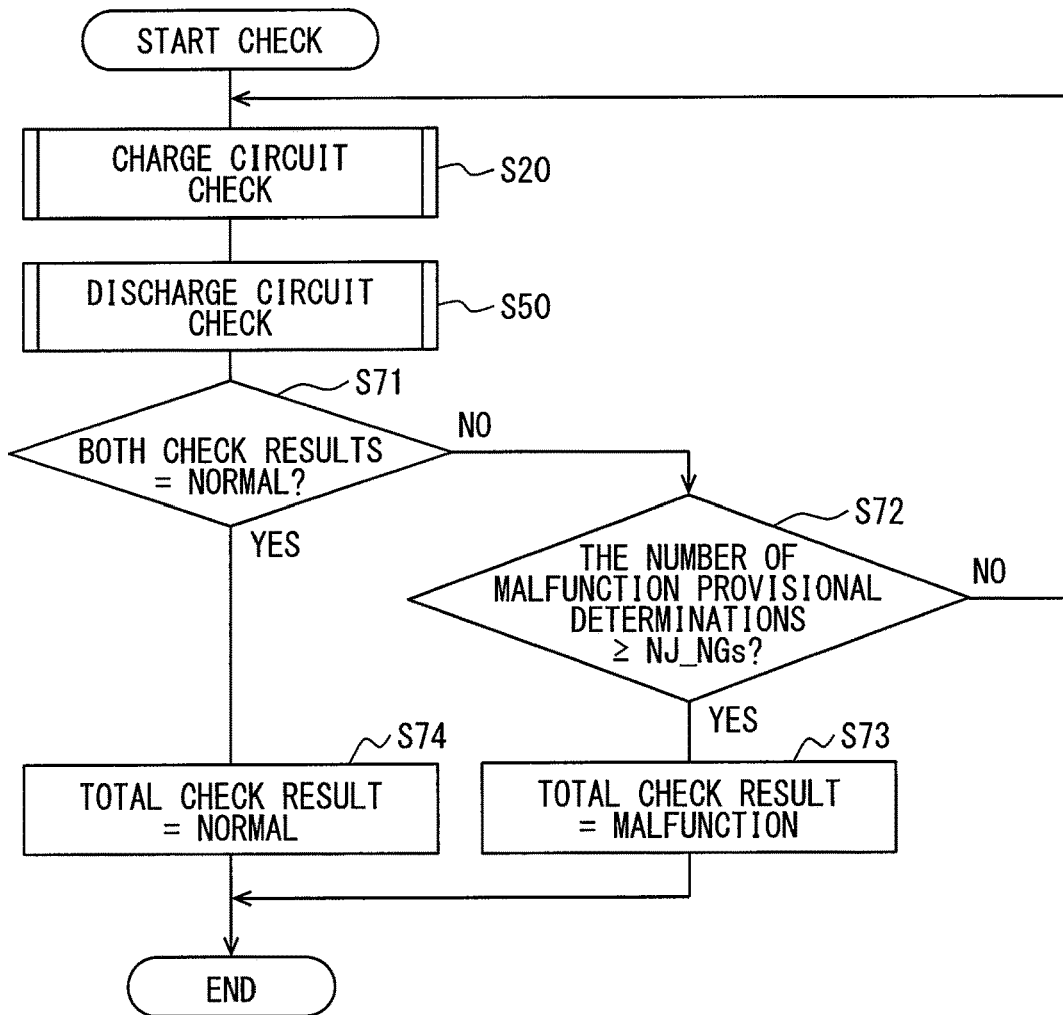 START CHECK
CHARGE CIRCUIT
CHECK
S20
DISCHARGE CIRCUIT
CHECK
S50
S71
BOTH CHECK RESULTS
= NORMAL?
NO
YES
S72
THE NUMBER OF
MALFUNCTION PROVISIONAL
DETERMINATIONS
≥ NJ_NGs?
NO
YES
S74
TOTAL CHECK RESULT
= NORMAL
S73
TOTAL CHECK RESULT
= MALFUNCTION
END